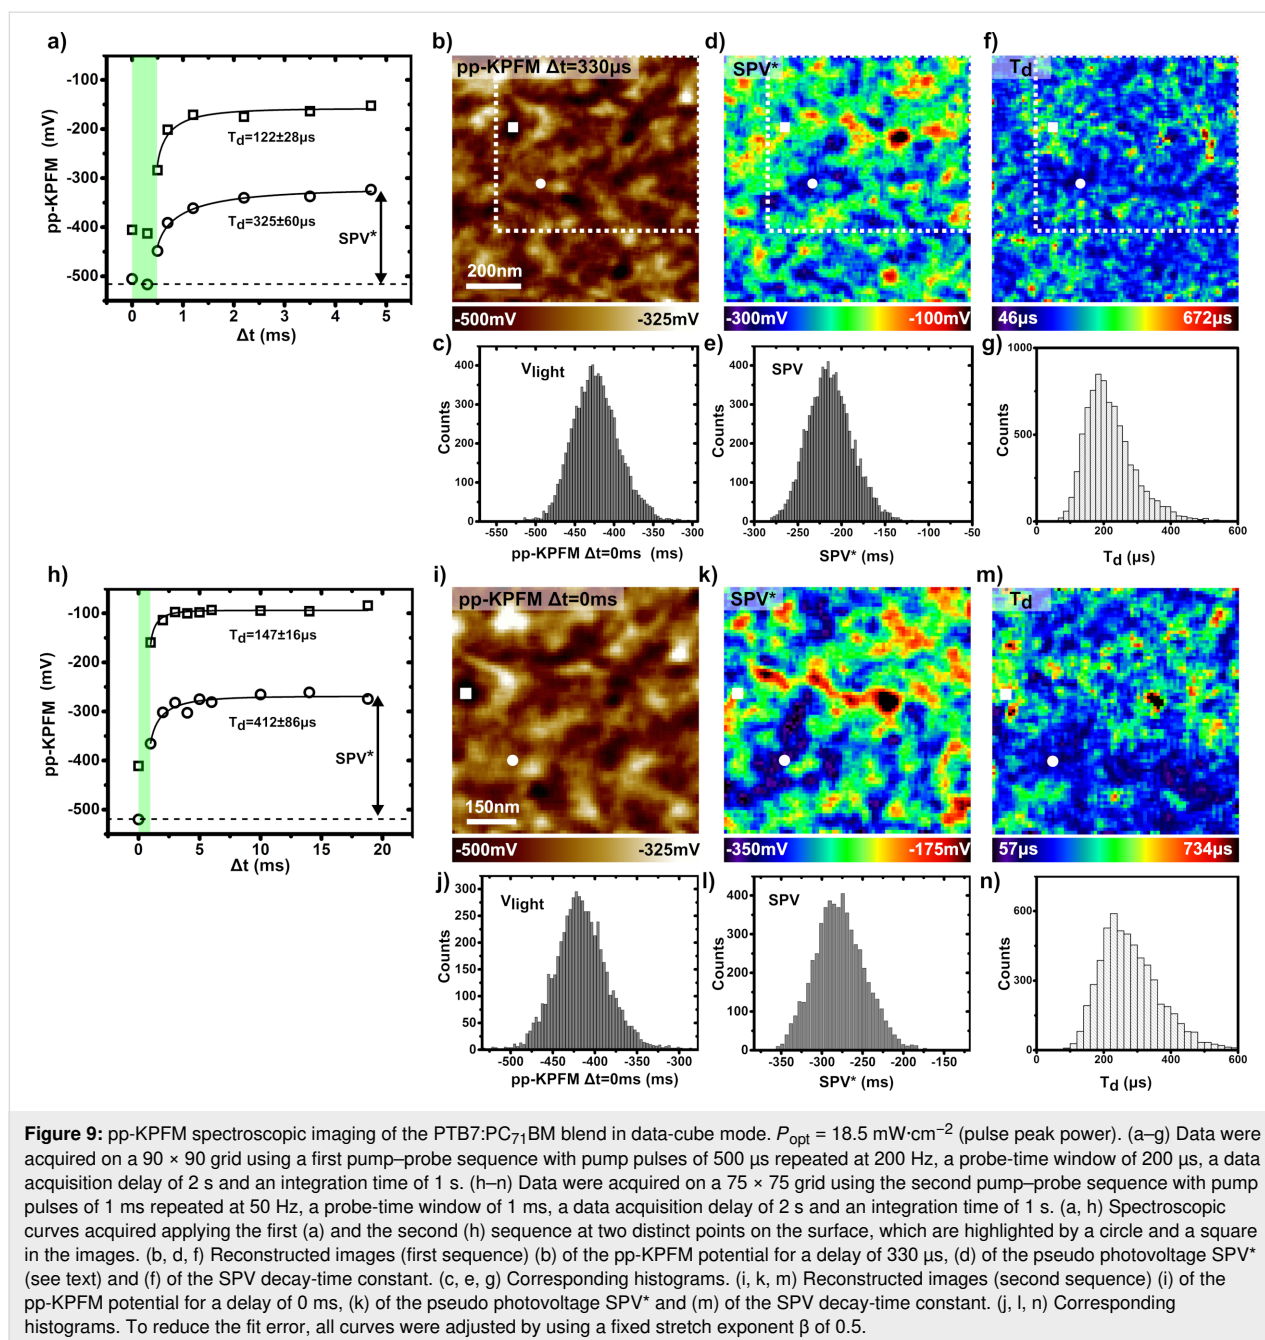 a)
pp-KPFM (mV)
-100
-200
-300
-400
-500
T_d=122±28µs
T_d=325±60µs
SPV*
0 1 2 3 4 5
Δt (ms)
b)
pp-KPFM Δt=330µs
200nm
-500mV -325mV
d)
SPV*
-300mV -100mV
f)
T_d
46µs 672µs
c)
V_light
Counts
400
300
200
100
0
-550 -500 -450 -400 -350 -300
pp-KPFM Δt=0ms (ms)
e)
SPV
Counts
400
300
200
100
0
-300 -250 -200 -150 -100 -50
SPV* (ms)
g)
Counts
1000
500
0
0 200 400 600
T_d (µs)
h)
pp-KPFM (mV)
-100
-200
-300
-400
-500
T_d=147±16µs
T_d=412±86µs
SPV*
0 5 10 15 20
Δt (ms)
i)
pp-KPFM Δt=0ms
150nm
-500mV -325mV
k)
SPV*
-350mV -175mV
m)
T_d
57µs 734µs
j)
V_light
Counts
300
250
200
150
100
50
0
-500 -400 -300
pp-KPFM Δt=0ms (ms)
l)
SPV
Counts
400
300
200
100
0
-350 -300 -250 -200 -150
SPV* (ms)
n)
Counts
600
300
0
0 200 400 600
T_d (µs)
Figure 9: pp-KPFM spectroscopic imaging of the PTB7:PC71BM blend in data-cube mode. P_opt = 18.5 mW·cm⁻² (pulse peak power). (a–g) Data were
acquired on a 90 × 90 grid using a first pump–probe sequence with pump pulses of 500 µs repeated at 200 Hz, a probe-time window of 200 µs, a data
acquisition delay of 2 s and an integration time of 1 s. (h–n) Data were acquired on a 75 × 75 grid using the second pump–probe sequence with pump
pulses of 1 ms repeated at 50 Hz, a probe-time window of 1 ms, a data acquisition delay of 2 s and an integration time of 1 s. (a, h) Spectroscopic
curves acquired applying the first (a) and the second (h) sequence at two distinct points on the surface, which are highlighted by a circle and a square
in the images. (b, d, f) Reconstructed images (first sequence) (b) of the pp-KPFM potential for a delay of 330 µs, (d) of the pseudo photovoltage SPV*
(see text) and (f) of the SPV decay-time constant. (c, e, g) Corresponding histograms. (i, k, m) Reconstructed images (second sequence) (i) of the
pp-KPFM potential for a delay of 0 ms, (k) of the pseudo photovoltage SPV* and (m) of the SPV decay-time constant. (j, l, n) Corresponding
histograms. To reduce the fit error, all curves were adjusted by using a fixed stretch exponent β of 0.5.